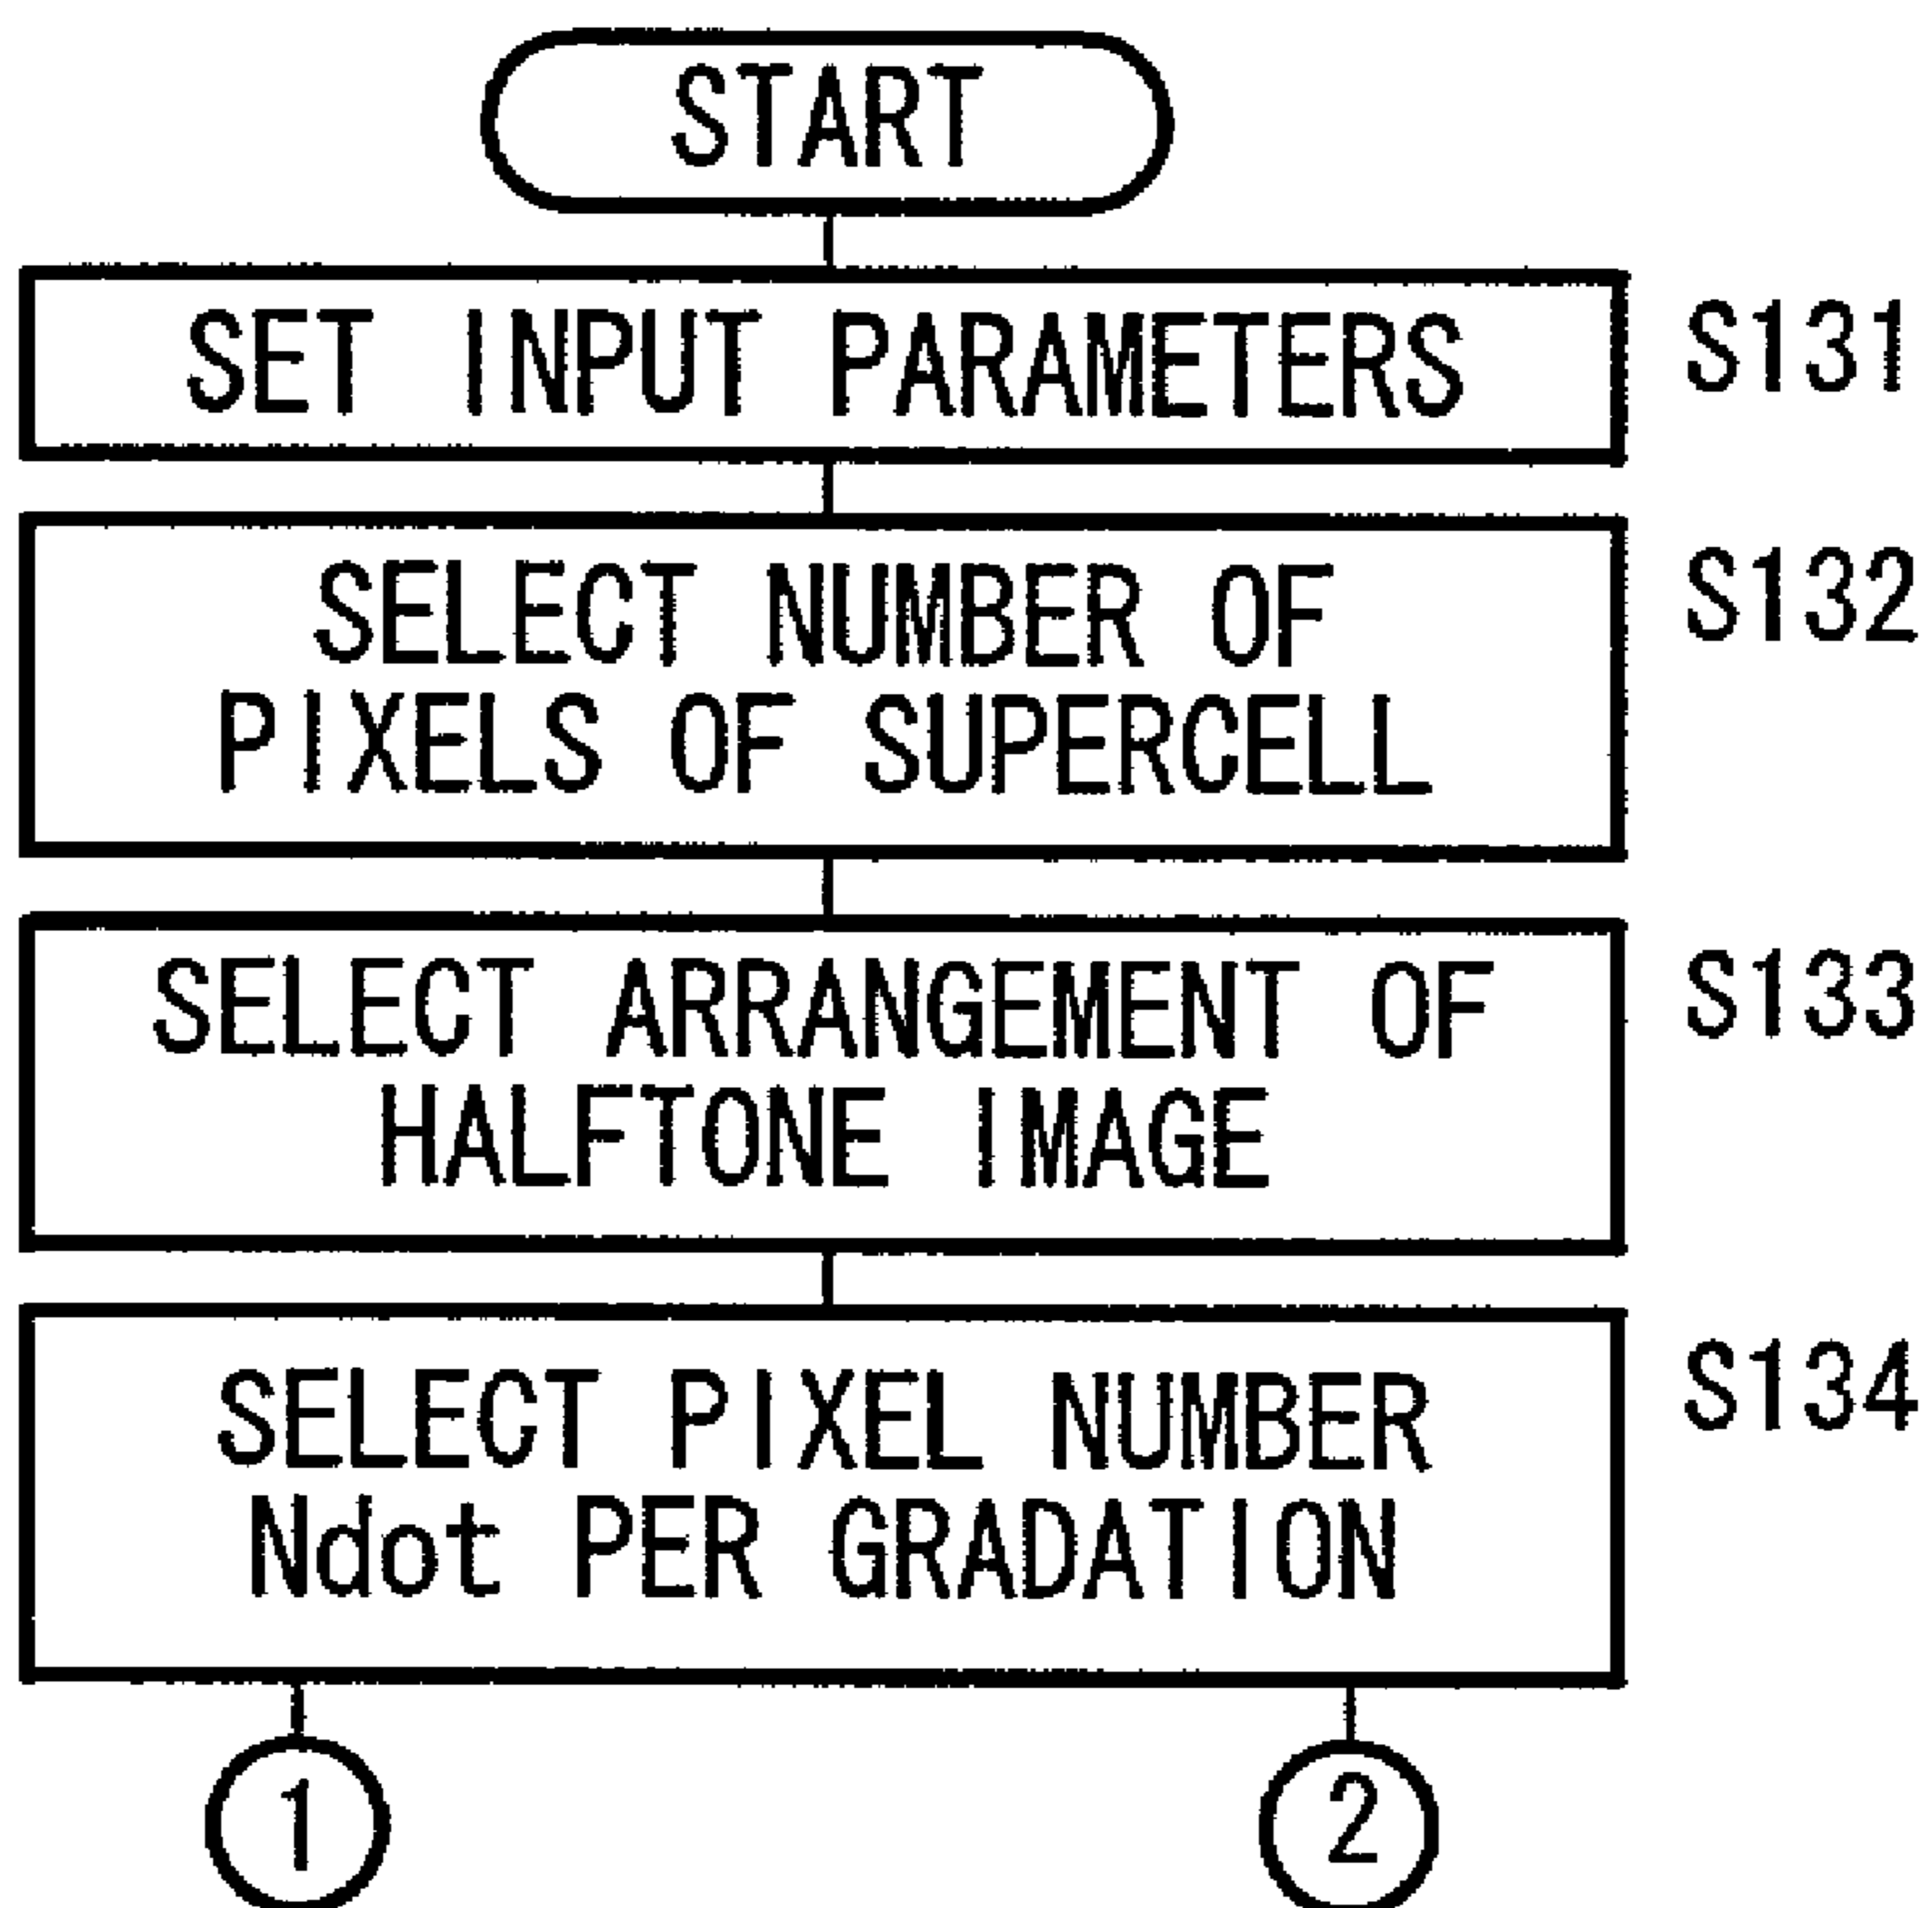 START
SET INPUT PARAMETERS
S131
SELECT NUMBER OF
PIXELS OF SUPERCELL
S132
SELECT ARRANGEMENT OF
HALFTONE IMAGE
S133
SELECT PIXEL NUMBER
Ndot PER GRADATION
S134
1
2